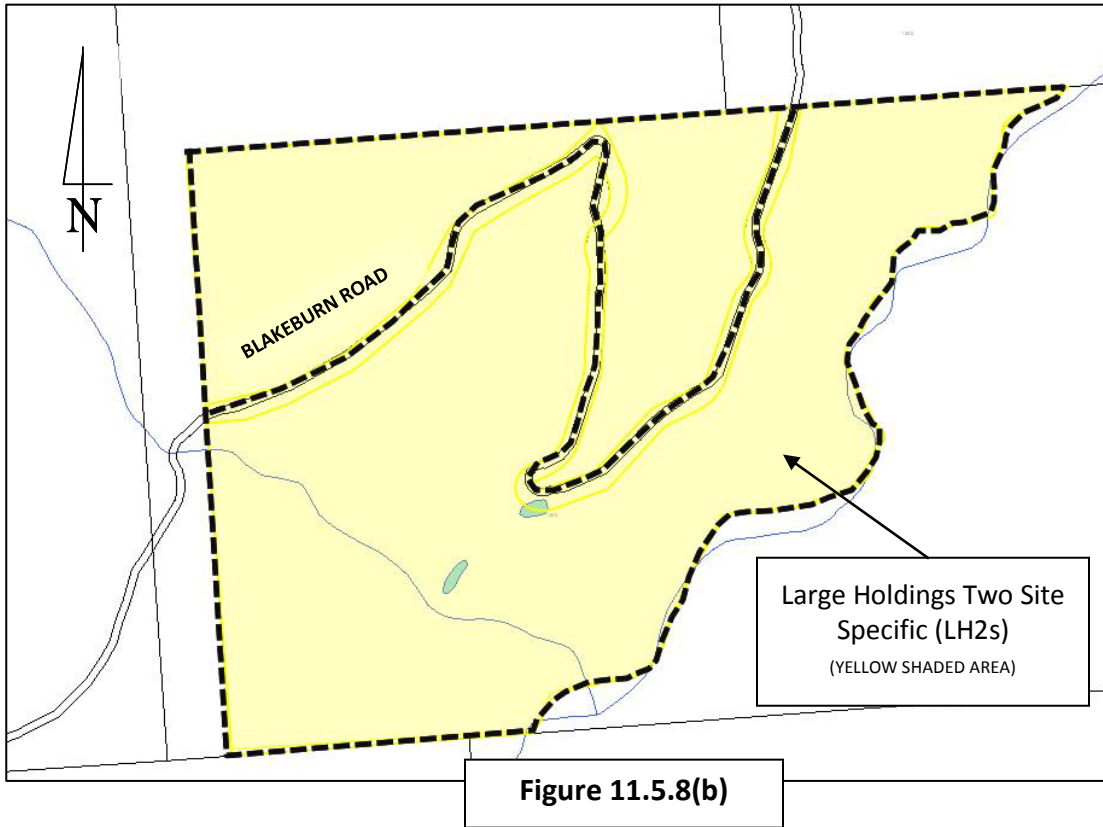 N
BLAKEBURN ROAD
Large Holdings Two Site
Specific (LH2s)
(YELLOW SHADED AREA)
Figure 11.5.8(b)